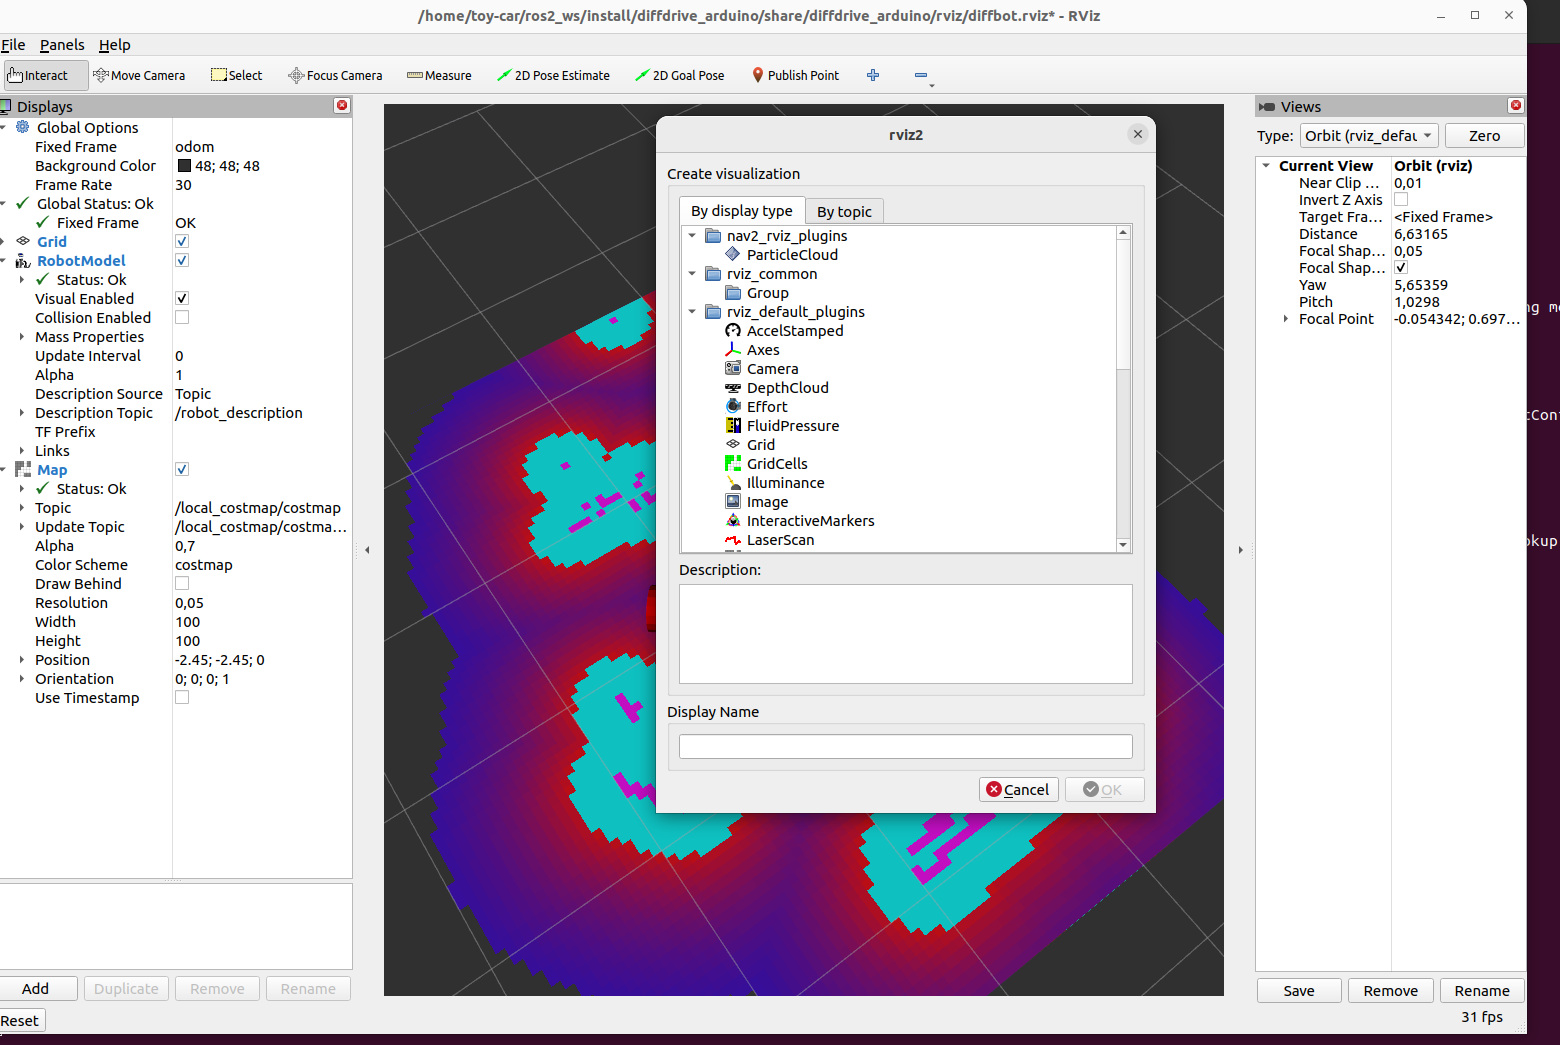 /home/toy-car/ros2_ws/install/diffdrive_arduino/share/diffdrive_arduino/rviz/diffbot.rviz* - RViz
File Panels Help
Interact Move Camera Select Focus Camera Measure 2D Pose Estimate 2D Goal Pose Publish Point
Displays
Global Options
Fixed Frame odom
Background Color 48; 48; 48
Frame Rate 30
Global Status: Ok
Fixed Frame OK
Grid
RobotModel
Status: Ok
Visual Enabled
Collision Enabled
Mass Properties
Update Interval 0
Alpha 1
Description Source Topic
Description Topic /robot_description
TF Prefix
Links
Map
Status: Ok
Topic /local_costmap/costmap
Update Topic /local_costmap/costma...
Alpha 0,7
Color Scheme costmap
Draw Behind
Resolution 0,05
Width 100
Height 100
Position -2.45; -2.45; 0
Orientation 0; 0; 0; 1
Use Timestamp
Add Duplicate Remove Rename
Reset
rviz2
Create visualization
By display type By topic
nav2_rviz_plugins
ParticleCloud
rviz_common
Group
rviz_default_plugins
AccelStamped
Axes
Camera
DepthCloud
Effort
FluidPressure
Grid
GridCells
Illuminance
Image
InteractiveMarkers
LaserScan
Description:
Display Name
Cancel OK
Views
Type: Orbit (rviz_defau Zero
Current View Orbit (rviz)
Near Clip ... 0,01
Invert Z Axis
Target Fra... <Fixed Frame>
Distance 6,63165
Focal Shap... 0,05
Focal Shap...
Yaw 5,65359
Pitch 1,0298
Focal Point -0.054342; 0.697...
Save Remove Rename
31 fps